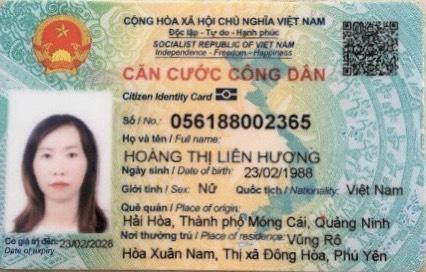 CỘNG HÒA XÃ HỘI CHỦ NGHĨA VIỆT NAM
Độc lập - Tự do - Hạnh phúc
SOCIALIST REPUBLIC OF VIET NAM
Independence - Freedom - Happiness
CĂN CƯỚC CÔNG DÂN
Citizen Identity Card
Số / No.: 056188002365
Họ và tên / Full name:
HOÀNG THỊ LIÊN HƯƠNG
Ngày sinh / Date of birth: 23/02/1988
Giới tính / Sex: Nữ Quốc tịch / Nationality: Việt Nam
Quê quán / Place of origin:
Hải Hòa, Thành phố Móng Cái, Quảng Ninh
Nơi thường trú / Place of residence: Vũng Rô
Hòa Xuân Nam, Thị xã Đông Hòa, Phú Yên
Có giá trị đến: 23/02/2028